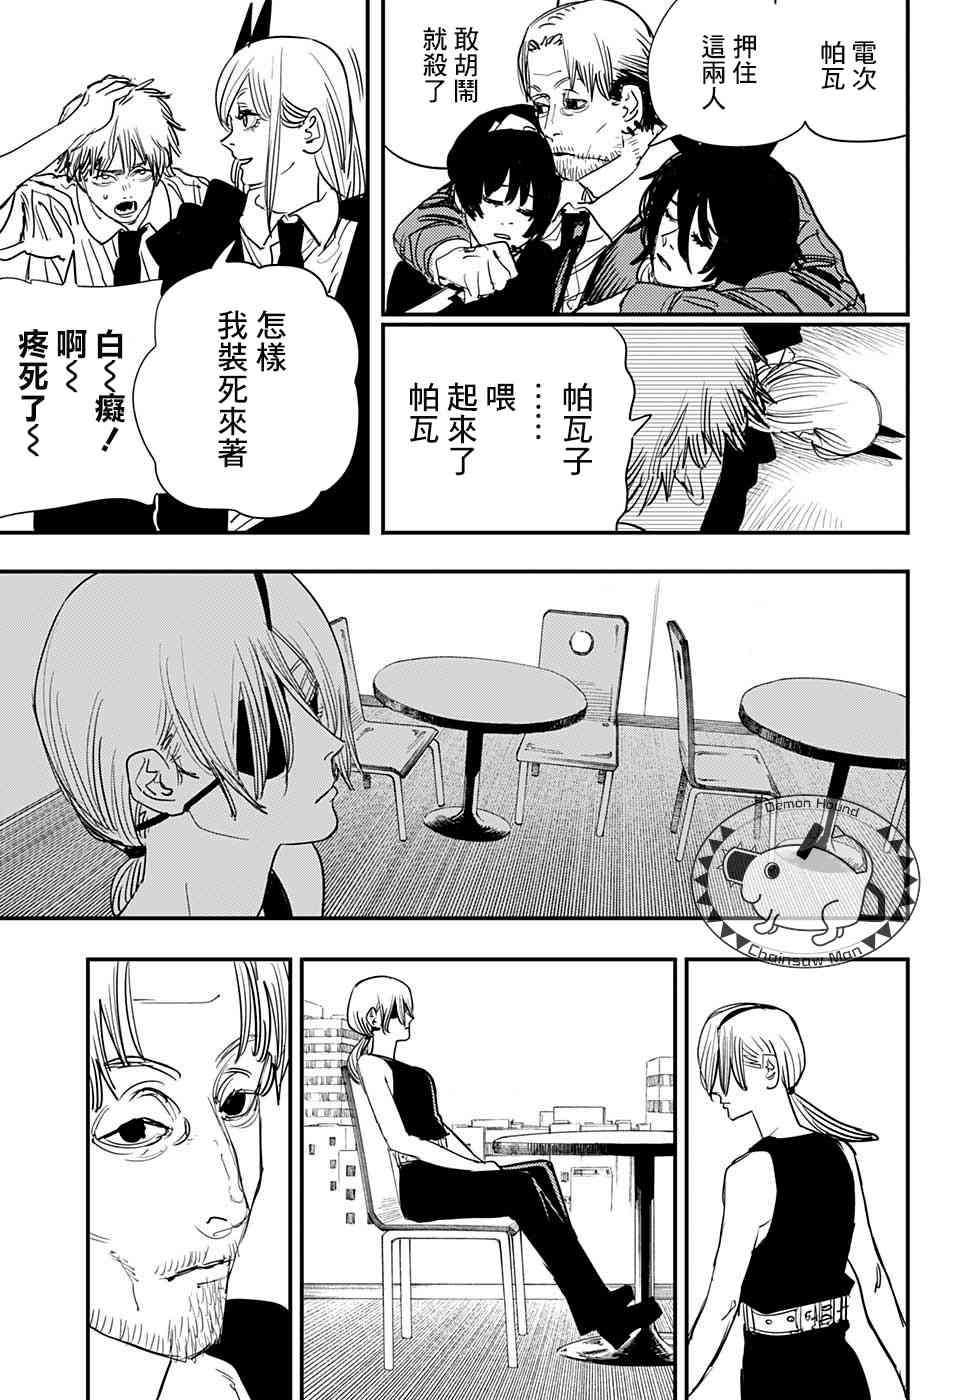 電次
帕瓦
押住
這兩人
敢胡鬧
就殺了
帕瓦子
……
喂
起來了
帕瓦
怎樣
我裝死來著
白～癡！
啊～
疼死了～
Demon Hound
Chainsaw Man